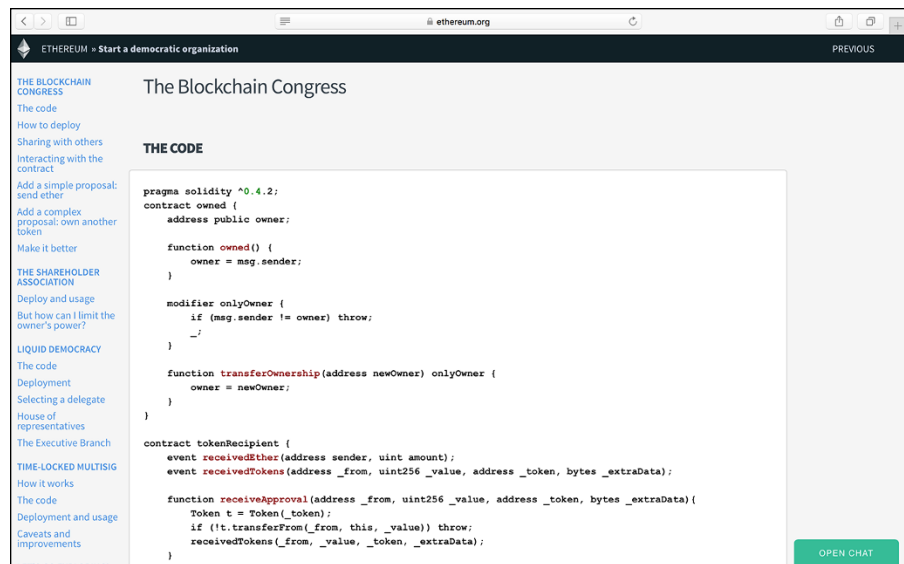 ethereum.org
ETHEREUM » Start a democratic organization
PREVIOUS
THE BLOCKCHAIN
CONGRESS
The code
How to deploy
Sharing with others
Interacting with the
contract
Add a simple proposal:
send ether
Add a complex
proposal: own another
token
Make it better
THE SHAREHOLDER
ASSOCIATION
Deploy and usage
But how can I limit the
owner's power?
LIQUID DEMOCRACY
The code
Deployment
Selecting a delegate
House of
representatives
The Executive Branch
TIME-LOCKED MULTISIG
How it works
The code
Deployment and usage
Caveats and
improvements
The Blockchain Congress
THE CODE
pragma solidity ^0.4.2;
contract owned {
    address public owner;
    function owned() {
        owner = msg.sender;
    }
    modifier onlyOwner {
        if (msg.sender != owner) throw;
        _;
    }
    function transferOwnership(address newOwner) onlyOwner {
        owner = newOwner;
    }
}
contract tokenRecipient {
    event receivedEther(address sender, uint amount);
    event receivedTokens(address _from, uint256 _value, address _token, bytes _extraData);
    function receiveApproval(address _from, uint256 _value, address _token, bytes _extraData){
        Token t = Token(_token);
        if (!t.transferFrom(_from, this, _value)) throw;
        receivedTokens(_from, _value, _token, _extraData);
    }
OPEN CHAT